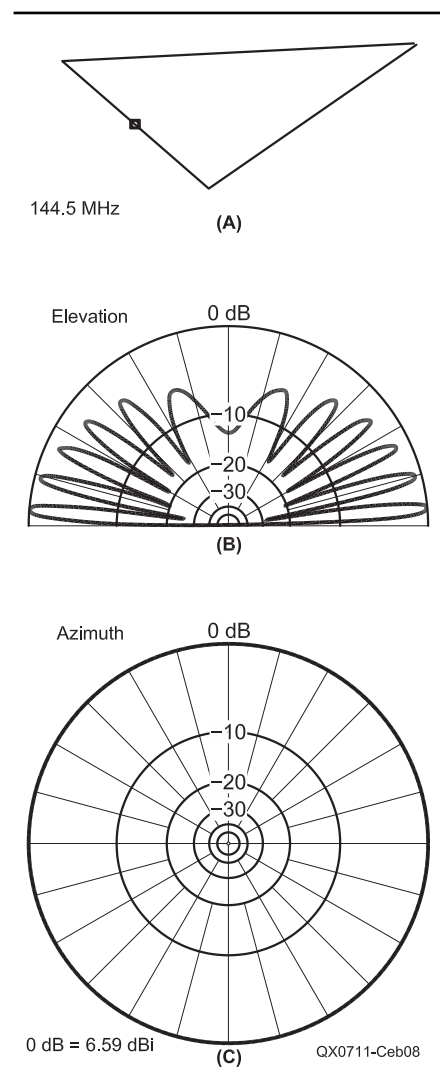 144.5 MHz
(A)
Elevation
0 dB
−10
−20
−30
(B)
Azimuth
0 dB
−10
−20
−30
0 dB = 6.59 dBi
(C)
QX0711-Ceb08